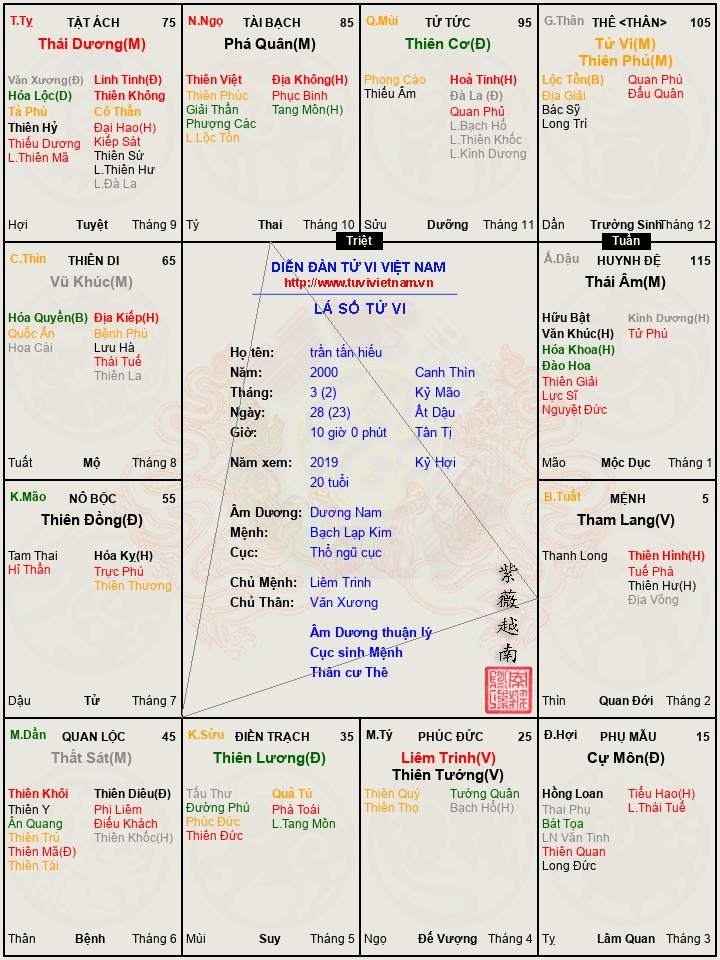 T.Tỵ TẬT ÁCH 75
Thái Dương(M)
Văn Xương(Đ)
Hóa Lộc(D)
Tả Phù
Thiên Hỷ
Thiếu Dương
L.Thiên Mã
Linh Tinh(Đ)
Thiên Không
Cô Thần
Đại Hao(H)
Kiếp Sát
Thiên Sứ
L.Thiên Hư
L.Đà La
Hợi Tuyệt Tháng 9
N.Ngọ TÀI BẠCH 85
Phá Quân(M)
Thiên Việt
Thiên Phúc
Giải Thần
Phượng Các
L.Lộc Tồn
Địa Không(H)
Phục Binh
Tang Môn(H)
Tý Thai Tháng 10
Q.Mùi TỬ TỨC 95
Thiên Cơ(Đ)
Phong Cáo
Thiếu Âm
Hoả Tinh(H)
Đà La (Đ)
Quan Phủ
L.Bạch Hổ
L.Thiên Khốc
L.Kình Dương
Sửu Dưỡng Tháng 11
G.Thân THÊ <THÂN> 105
Tử Vi(M)
Thiên Phủ(M)
Lộc Tồn(B)
Địa Giải
Bác Sỹ
Long Trì
Quan Phù
Đẩu Quân
Dần Trường Sinh Tháng 12
C.Thìn THIÊN DI 65
Vũ Khúc(M)
Hóa Quyền(B)
Quốc Ấn
Hoa Cái
Địa Kiếp(H)
Bệnh Phù
Lưu Hà
Thái Tuế
Thiên La
Tuất Mộ Tháng 8
Triệt
Tuần
DIỄN ĐÀN TỬ VI VIỆT NAM
http://www.tuvivietnam.vn
LÁ SỐ TỬ VI
Họ tên: trần tấn hiếu
Năm: 2000 Canh Thìn
Tháng: 3 (2) Kỷ Mão
Ngày: 28 (23) Ất Dậu
Giờ: 10 giờ 0 phút Tân Tị
Năm xem: 2019 Kỷ Hợi
20 tuổi
Âm Dương: Dương Nam
Mệnh: Bạch Lạp Kim
Cục: Thổ ngũ cục
Chủ Mệnh: Liêm Trinh
Chủ Thân: Văn Xương
Âm Dương thuận lý
Cục sinh Mệnh
Thân cư Thê
紫
薇
越
南
Ấ.Dậu HUYNH ĐỆ 115
Thái Âm(M)
Hữu Bật
Văn Khúc(H)
Hóa Khoa(H)
Đào Hoa
Thiên Giải
Lực Sĩ
Nguyệt Đức
Kình Dương(H)
Tử Phù
Mão Mộc Dục Tháng 1
K.Mão NÔ BỘC 55
Thiên Đồng(Đ)
Tam Thai
Hỉ Thần
Hóa Kỵ(H)
Trực Phù
Thiên Thương
Dậu Tử Tháng 7
B.Tuất MỆNH 5
Tham Lang(V)
Thanh Long
Thiên Hình(H)
Tuế Phá
Thiên Hư(H)
Địa Võng
Thìn Quan Đới Tháng 2
M.Dần QUAN LỘC 45
Thất Sát(M)
Thiên Khôi
Thiên Y
Ân Quang
Thiên Trù
Thiên Mã(Đ)
Thiên Tài
Thiên Diêu(Đ)
Phi Liêm
Điếu Khách
Thiên Khốc(H)
Thân Bệnh Tháng 6
K.Sửu ĐIỀN TRẠCH 35
Thiên Lương(Đ)
Tấu Thư
Đường Phù
Phúc Đức
Thiên Đức
Quả Tú
Phá Toái
L.Tang Môn
Mùi Suy Tháng 5
M.Tý PHÚC ĐỨC 25
Liêm Trinh(V)
Thiên Tướng(V)
Thiên Quý
Thiên Thọ
Tướng Quân
Bạch Hổ(H)
Ngọ Đế Vượng Tháng 4
Đ.Hợi PHỤ MẪU 15
Cự Môn(Đ)
Hồng Loan
Thai Phụ
Bát Tọa
LN Văn Tinh
Thiên Quan
Long Đức
Tiểu Hao(H)
L.Thái Tuế
Tỵ Lâm Quan Tháng 3